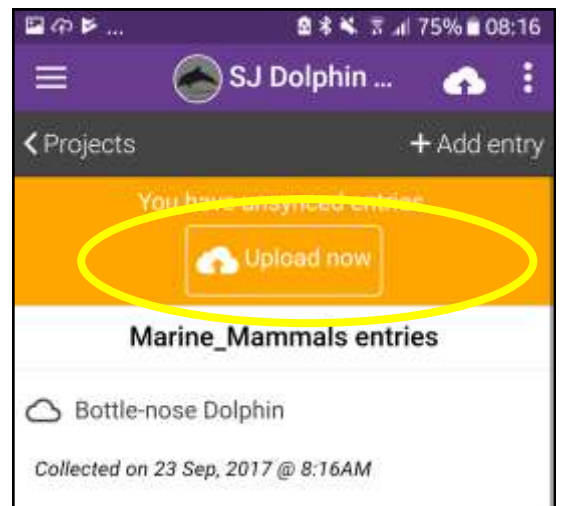 ... 75% 08:16
SJ Dolphin ...
Projects + Add entry
You have unsynced entries
Upload now
Marine_Mammals entries
Bottle-nose Dolphin
Collected on 23 Sep, 2017 @ 8:16AM